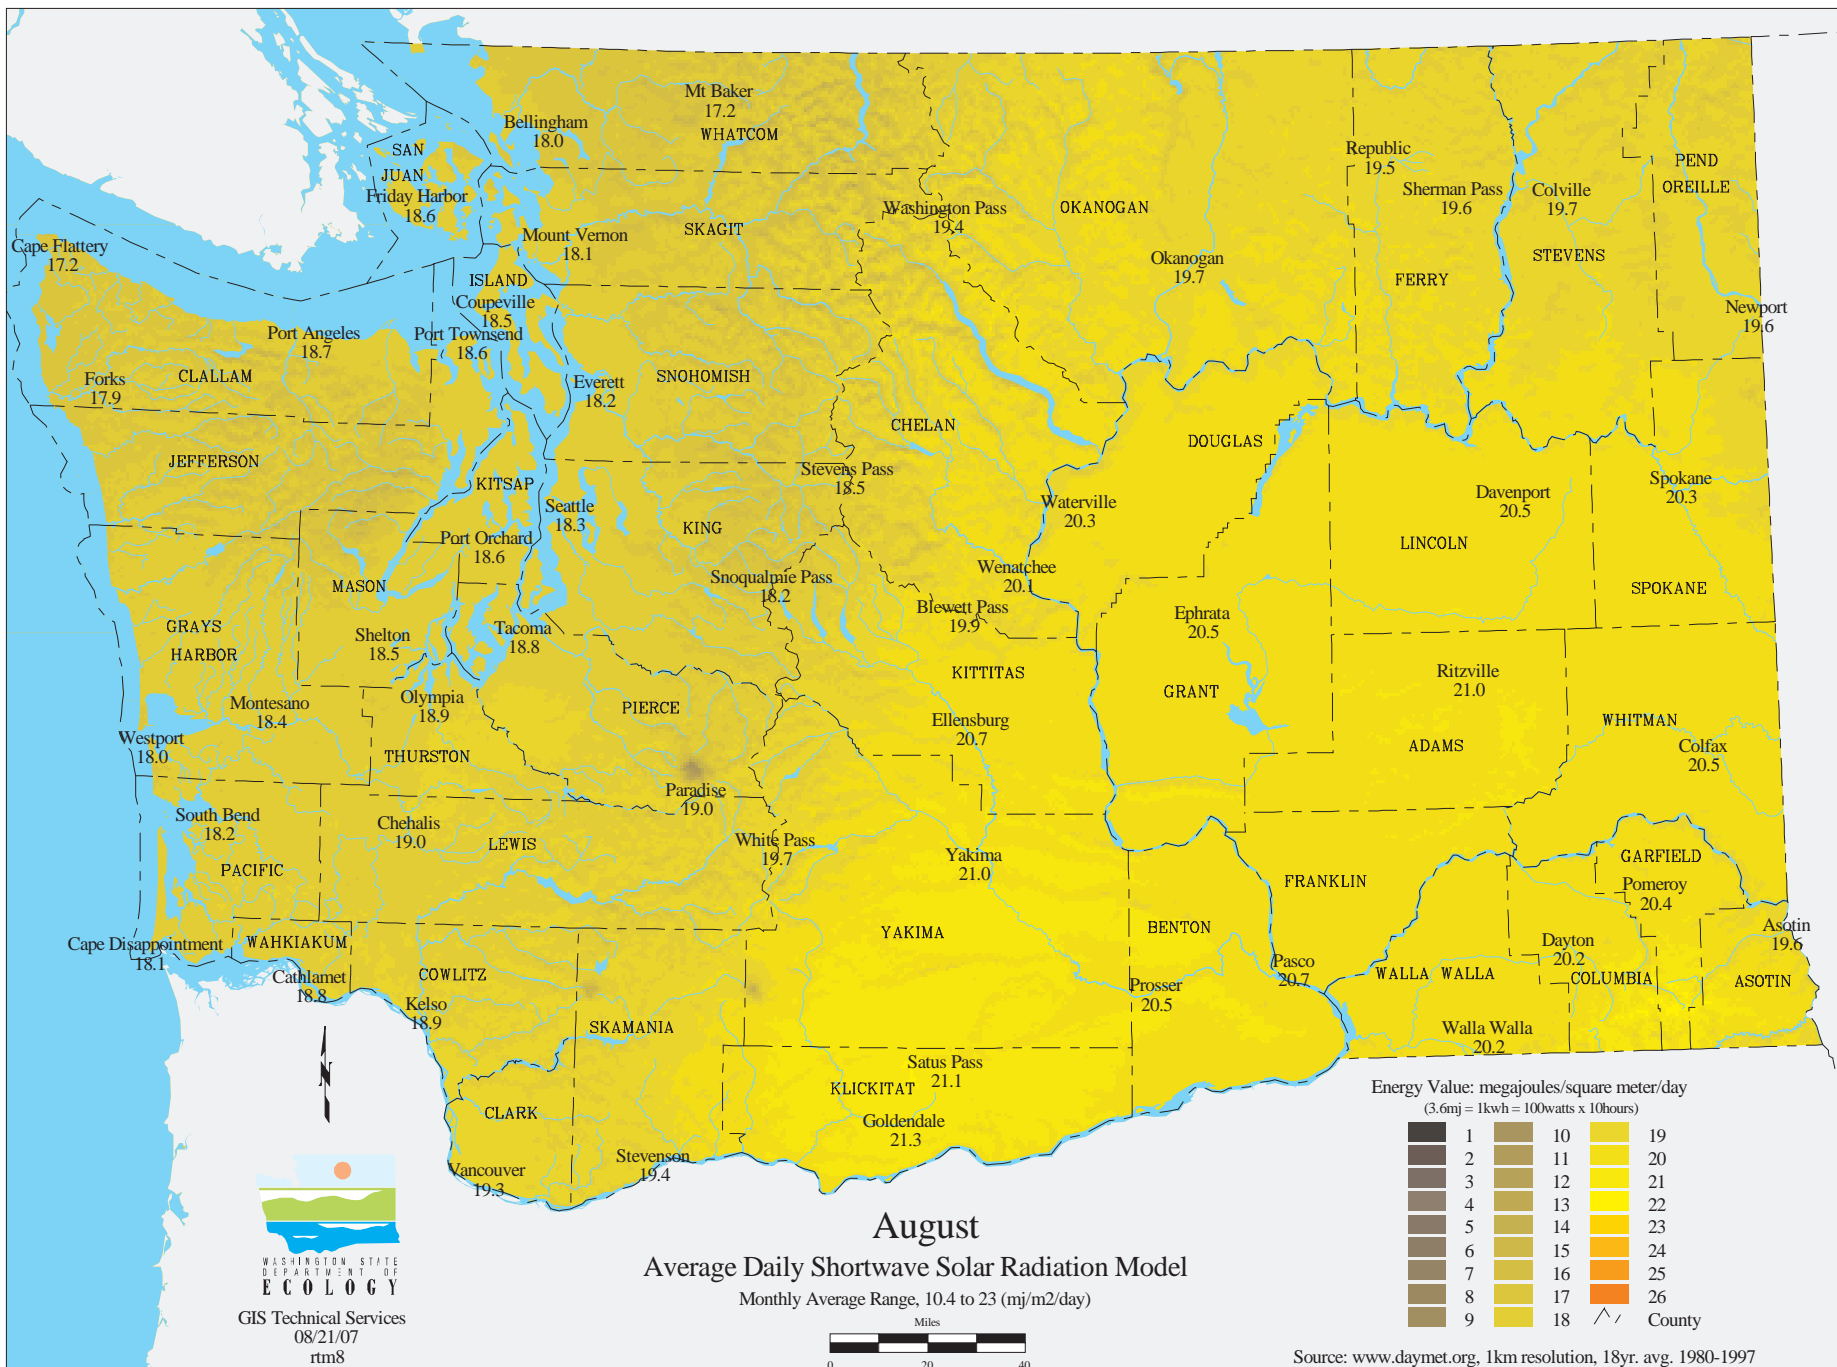 Mt Baker
17.2
WHATCOM
Bellingham
18.0
SAN
JUAN
Friday Harbor
18.6
Republic
19.5
Sherman Pass
19.6
Colville
19.7
PEND
OREILLE
Washington Pass
19.4
OKANOGAN
SKAGIT
Mount Vernon
18.1
Cape Flattery
17.2
ISLAND
Coupeville
18.5
Okanogan
19.7
STEVENS
FERRY
Newport
19.6
Port Angeles
18.7
Port Townsend
18.6
Forks
17.9
CLALLAM
Everett
18.2
SNOHOMISH
CHELAN
DOUGLAS
JEFFERSON
KITSAP
Stevens Pass
18.5
Seattle
18.3
KING
Waterville
20.3
Davenport
20.5
Spokane
20.3
Port Orchard
18.6
LINCOLN
MASON
Snoqualmie Pass
18.2
Wenatchee
20.1
SPOKANE
Blewett Pass
19.9
Ephrata
20.5
GRAYS
HARBOR
Shelton
18.5
Tacoma
18.8
KITTITAS
Ritzville
21.0
GRANT
Montesano
18.4
Olympia
18.9
PIERCE
Ellensburg
20.7
WHITMAN
Westport
18.0
THURSTON
ADAMS
Colfax
20.5
Paradise
19.0
South Bend
18.2
Chehalis
19.0
LEWIS
White Pass
19.7
Yakima
21.0
PACIFIC
FRANKLIN
GARFIELD
Pomeroy
20.4
YAKIMA
BENTON
Asotin
19.6
Cape Disappointment
18.1
WAHKIAKUM
Dayton
20.2
Cathlamet
18.8
COWLITZ
Pasco
20.7
WALLA WALLA
COLUMBIA
ASOTIN
Kelso
18.9
Prosser
20.5
SKAMANIA
Walla Walla
20.2
N
Satus Pass
21.1
KLICKITAT
CLARK
Goldendale
21.3
Vancouver
19.3
Stevenson
19.4
Energy Value: megajoules/square meter/day
(3.6mj = 1kwh = 100watts x 10hours)
1 10 19
2 11 20
3 12 21
4 13 22
5 14 23
6 15 24
7 16 25
8 17 26
9 18 County
August
Average Daily Shortwave Solar Radiation Model
Monthly Average Range, 10.4 to 23 (mj/m2/day)
Miles
0 20 40
WASHINGTON STATE
DEPARTMENT OF
ECOLOGY
GIS Technical Services
08/21/07
rtm8
Source: www.daymet.org, 1km resolution, 18yr. avg. 1980-1997